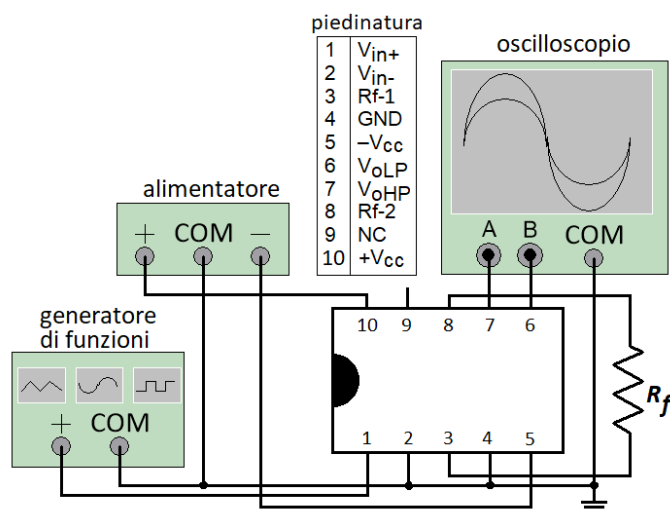 piedinatura
1 Vin+
2 Vin-
3 Rf-1
4 GND
5 –Vcc
6 VoLP
7 VoHP
8 Rf-2
9 NC
10 +Vcc
oscilloscopio
A B COM
alimentatore
+ COM −
generatore
di funzioni
+ COM
10 9 8 7 6
1 2 3 4 5
Rf